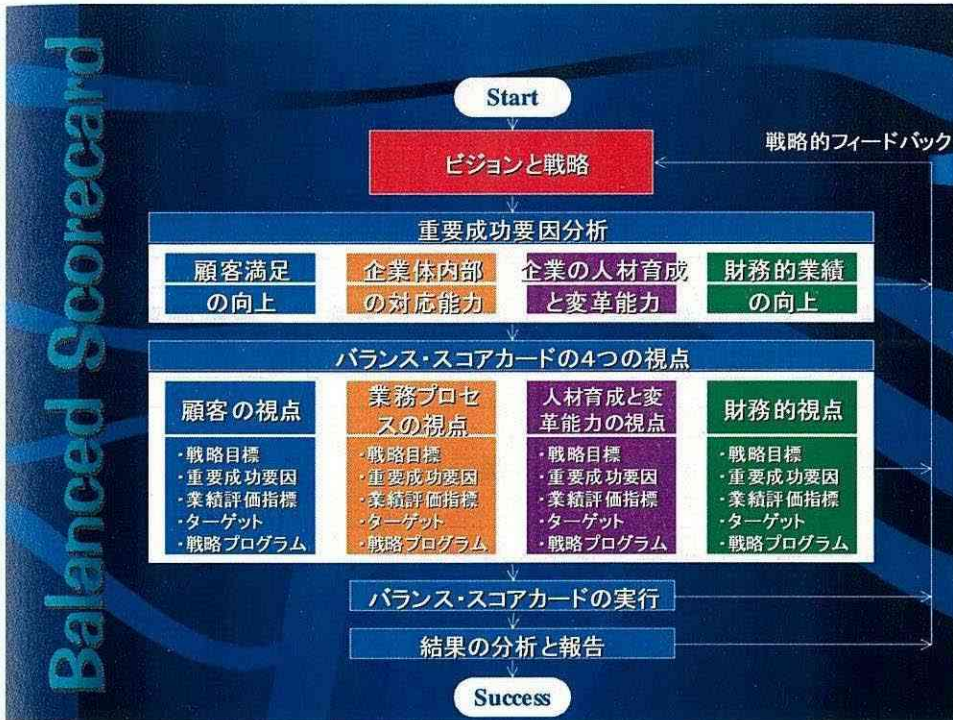 Balanced Scorecard
Start
ビジョンと戦略
戦略的フィードバック
重要成功要因分析
顧客満足
の向上
企業体内部
の対応能力
企業の人材育成
と変革能力
財務的業績
の向上
バランス・スコアカードの4つの視点
顧客の視点
・戦略目標
・重要成功要因
・業績評価指標
・ターゲット
・戦略プログラム
業務プロセ
スの視点
・戦略目標
・重要成功要因
・業績評価指標
・ターゲット
・戦略プログラム
人材育成と変
革能力の視点
・戦略目標
・重要成功要因
・業績評価指標
・ターゲット
・戦略プログラム
財務的視点
・戦略目標
・重要成功要因
・業績評価指標
・ターゲット
・戦略プログラム
バランス・スコアカードの実行
結果の分析と報告
Success